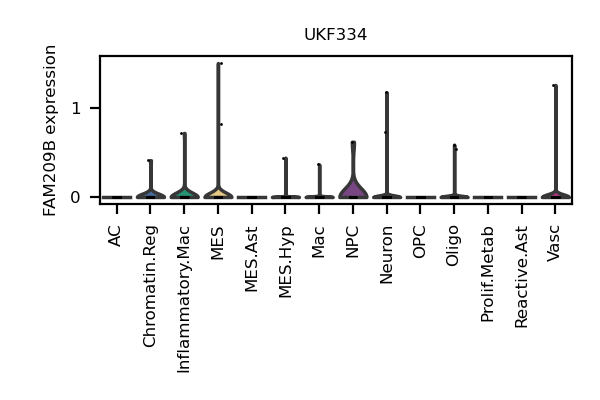 UKF334
FAM209B expression
1
0
AC
Chromatin.Reg
Inflammatory.Mac
MES
MES.Ast
MES.Hyp
Mac
NPC
Neuron
OPC
Oligo
Prolif.Metab
Reactive.Ast
Vasc